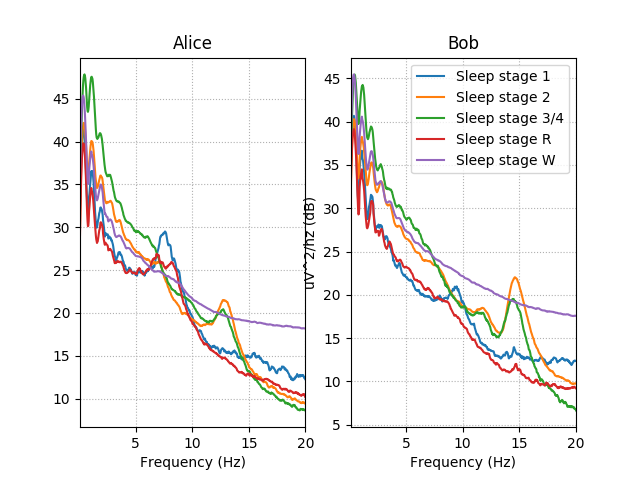 Alice
45
40
35
30
25
20
15
10
5
10
15
20
Frequency (Hz)
Bob
Sleep stage 1
Sleep stage 2
Sleep stage 3/4
Sleep stage R
Sleep stage W
uV^2/hz (dB)
45
40
35
30
25
20
15
10
5
5
10
15
20
Frequency (Hz)